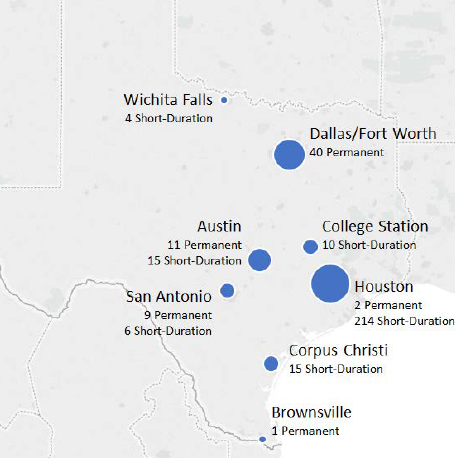 Wichita Falls
4 Short-Duration
Dallas/Fort Worth
40 Permanent
Austin
11 Permanent
15 Short-Duration
College Station
10 Short-Duration
San Antonio
9 Permanent
6 Short-Duration
Houston
2 Permanent
214 Short-Duration
Corpus Christi
15 Short-Duration
Brownsville
1 Permanent